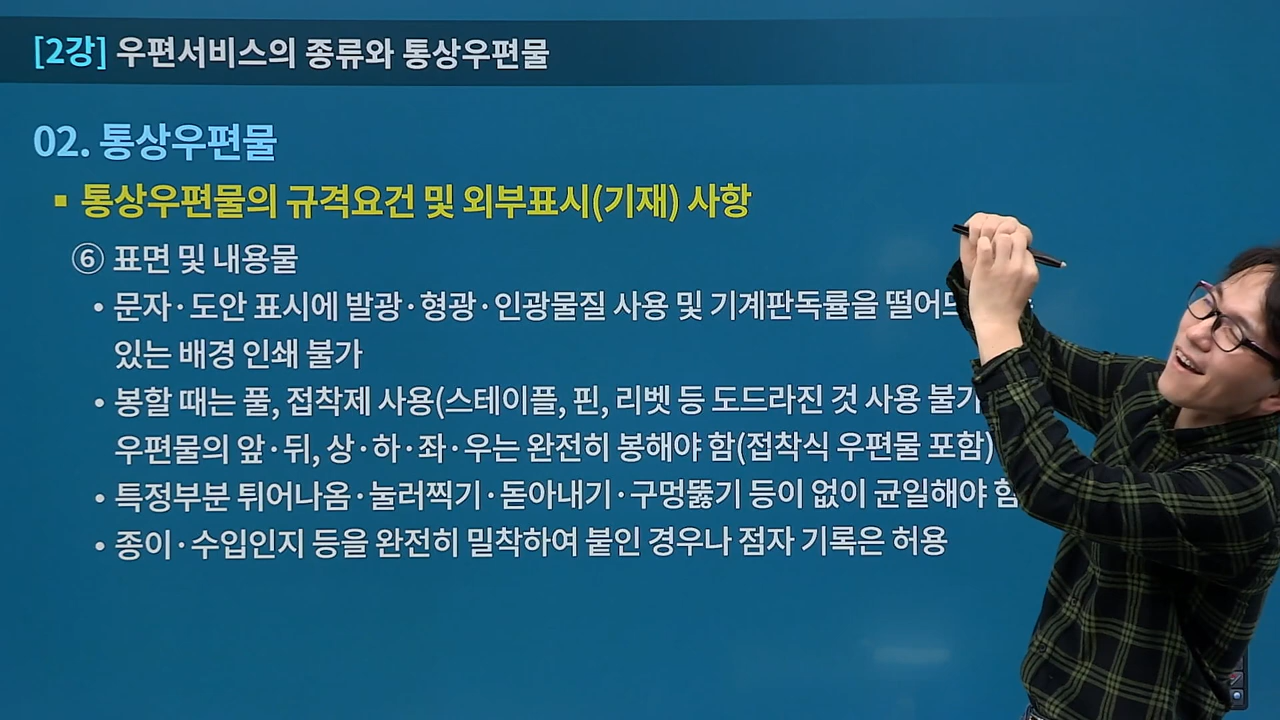 [2강] 우편서비스의 종류와 통상우편물
02. 통상우편물
▪ 통상우편물의 규격요건 및 외부표시(기재) 사항
⑥ 표면 및 내용물
• 문자·도안 표시에 발광·형광·인광물질 사용 및 기계판독률을
있는 배경 인쇄 불가
• 봉할 때는 풀, 접착제 사용(스테이플, 핀, 리벳 등 도드라진 것 사용 불가
우편물의 앞·뒤, 상·하·좌·우는 완전히 봉해야 함(접착식 우편물 포함)
• 특정부분 튀어나옴·눌러찍기·돋아내기·구멍뚫기 등이 없이 균일해야 함
• 종이·수입인지 등을 완전히 밀착하여 붙인 경우나 점자 기록은 허용